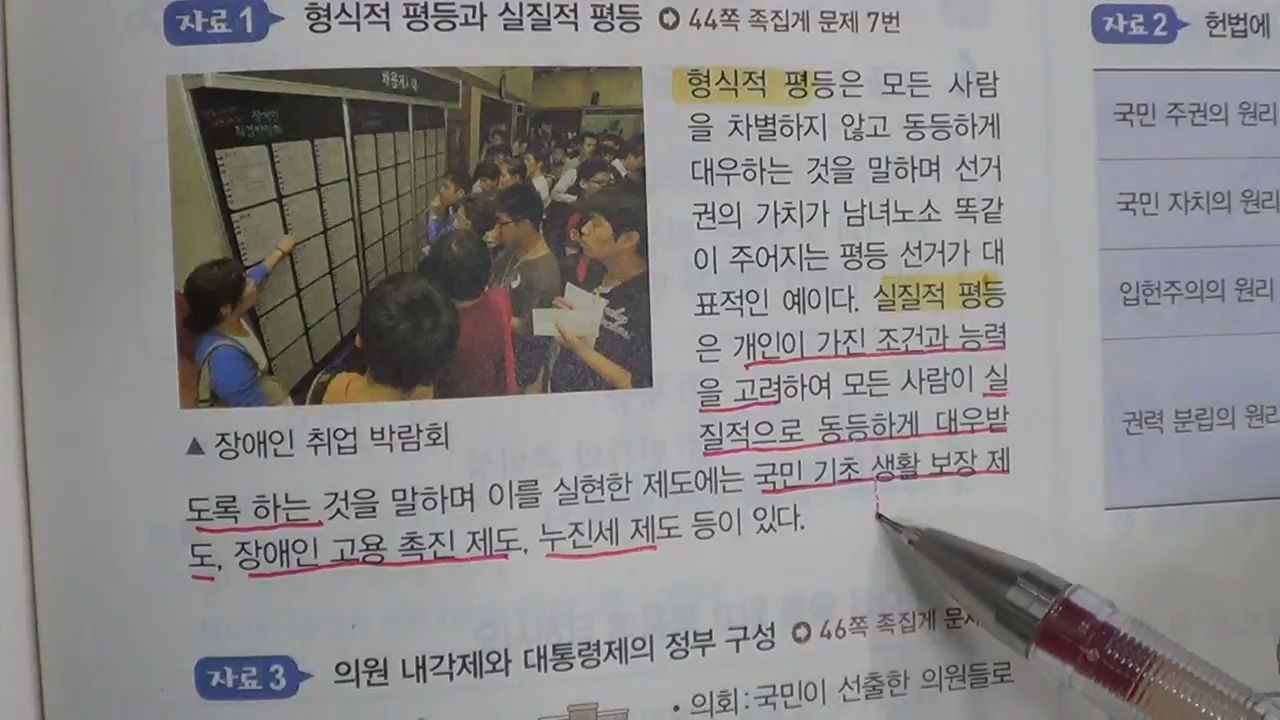 자료 1 형식적 평등과 실질적 평등 44쪽 족집게 문제 7번
장애인
취업박람회
형식적 평등은 모든 사람
을 차별하지 않고 동등하게
대우하는 것을 말하며 선거
권의 가치가 남녀노소 똑같
이 주어지는 평등 선거가 대
표적인 예이다. 실질적 평등
은 개인이 가진 조건과 능력
을 고려하여 모든 사람이 실
질적으로 동등하게 대우받
▲ 장애인 취업 박람회
도록 하는 것을 말하며 이를 실현한 제도에는 국민 기초 생활 보장 제
도, 장애인 고용 촉진 제도, 누진세 제도 등이 있다.
자료 3 의원 내각제와 대통령제의 정부 구성 46쪽 족집게
• 의회: 국민이 선출한 의원들로
자료 2 헌법에
국민 주권의 원리
국민 자치의 원리
입헌주의의 원리
권력 분립의 원리